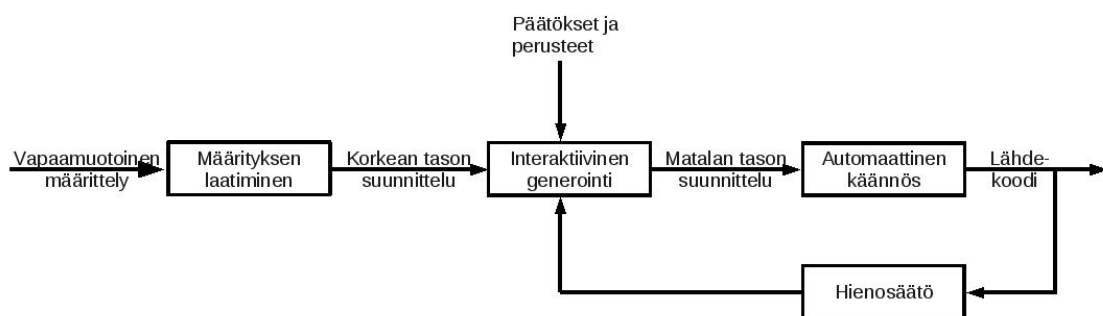 Päätökset ja
perusteet
Vapaamuotoinen
määrittely
Määrityksen
laatiminen
Korkean tason
suunnittelu
Interaktiivinen
generointi
Matalan tason
suunnittelu
Automaattinen
käännös
Lähde-
koodi
Hienosäätö